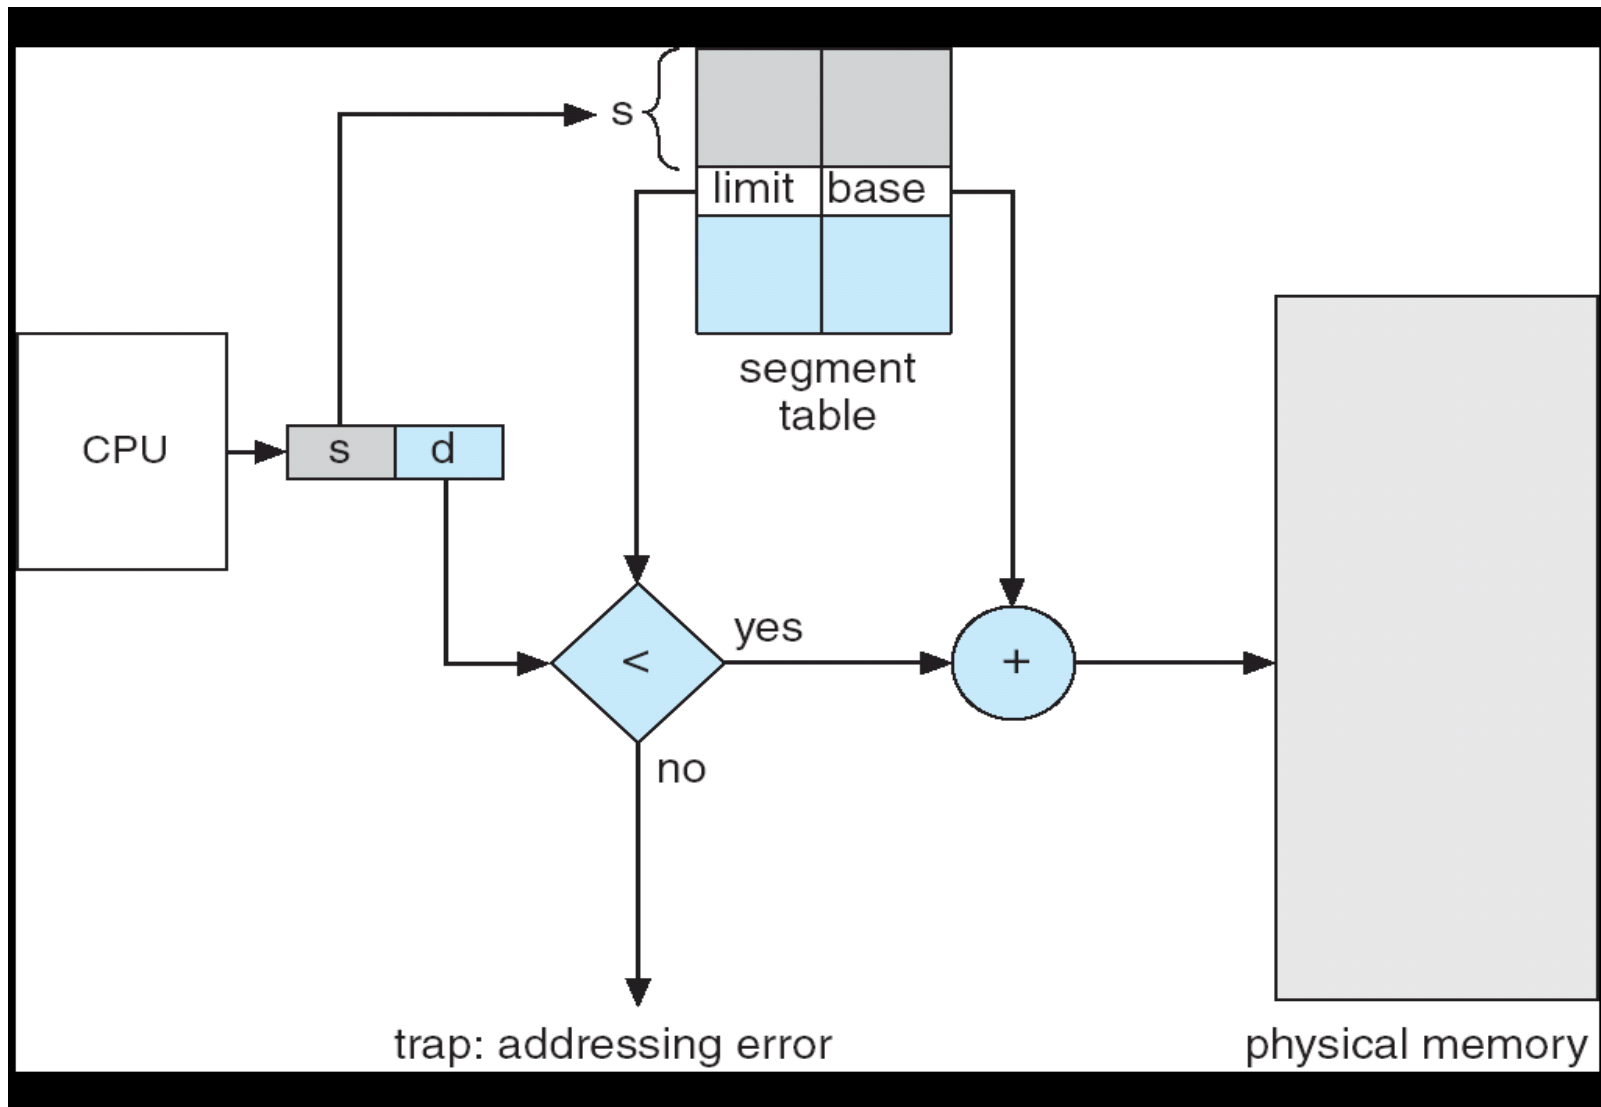 s
limit base
segment
table
CPU
s d
yes
< +
no
trap: addressing error
physical memory